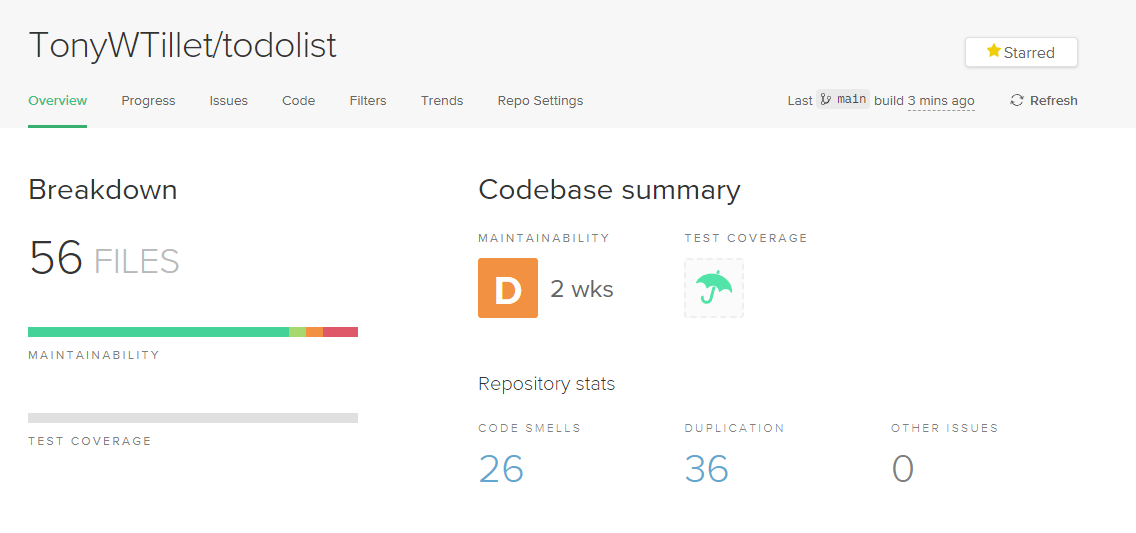 TonyWTillet/todolist
Starred
Overview Progress Issues Code Filters Trends Repo Settings Last main build 3 mins ago Refresh
Breakdown
56 FILES
MAINTAINABILITY
TEST COVERAGE
Codebase summary
MAINTAINABILITY TEST COVERAGE
D 2 wks
Repository stats
CODE SMELLS DUPLICATION OTHER ISSUES
26 36 0